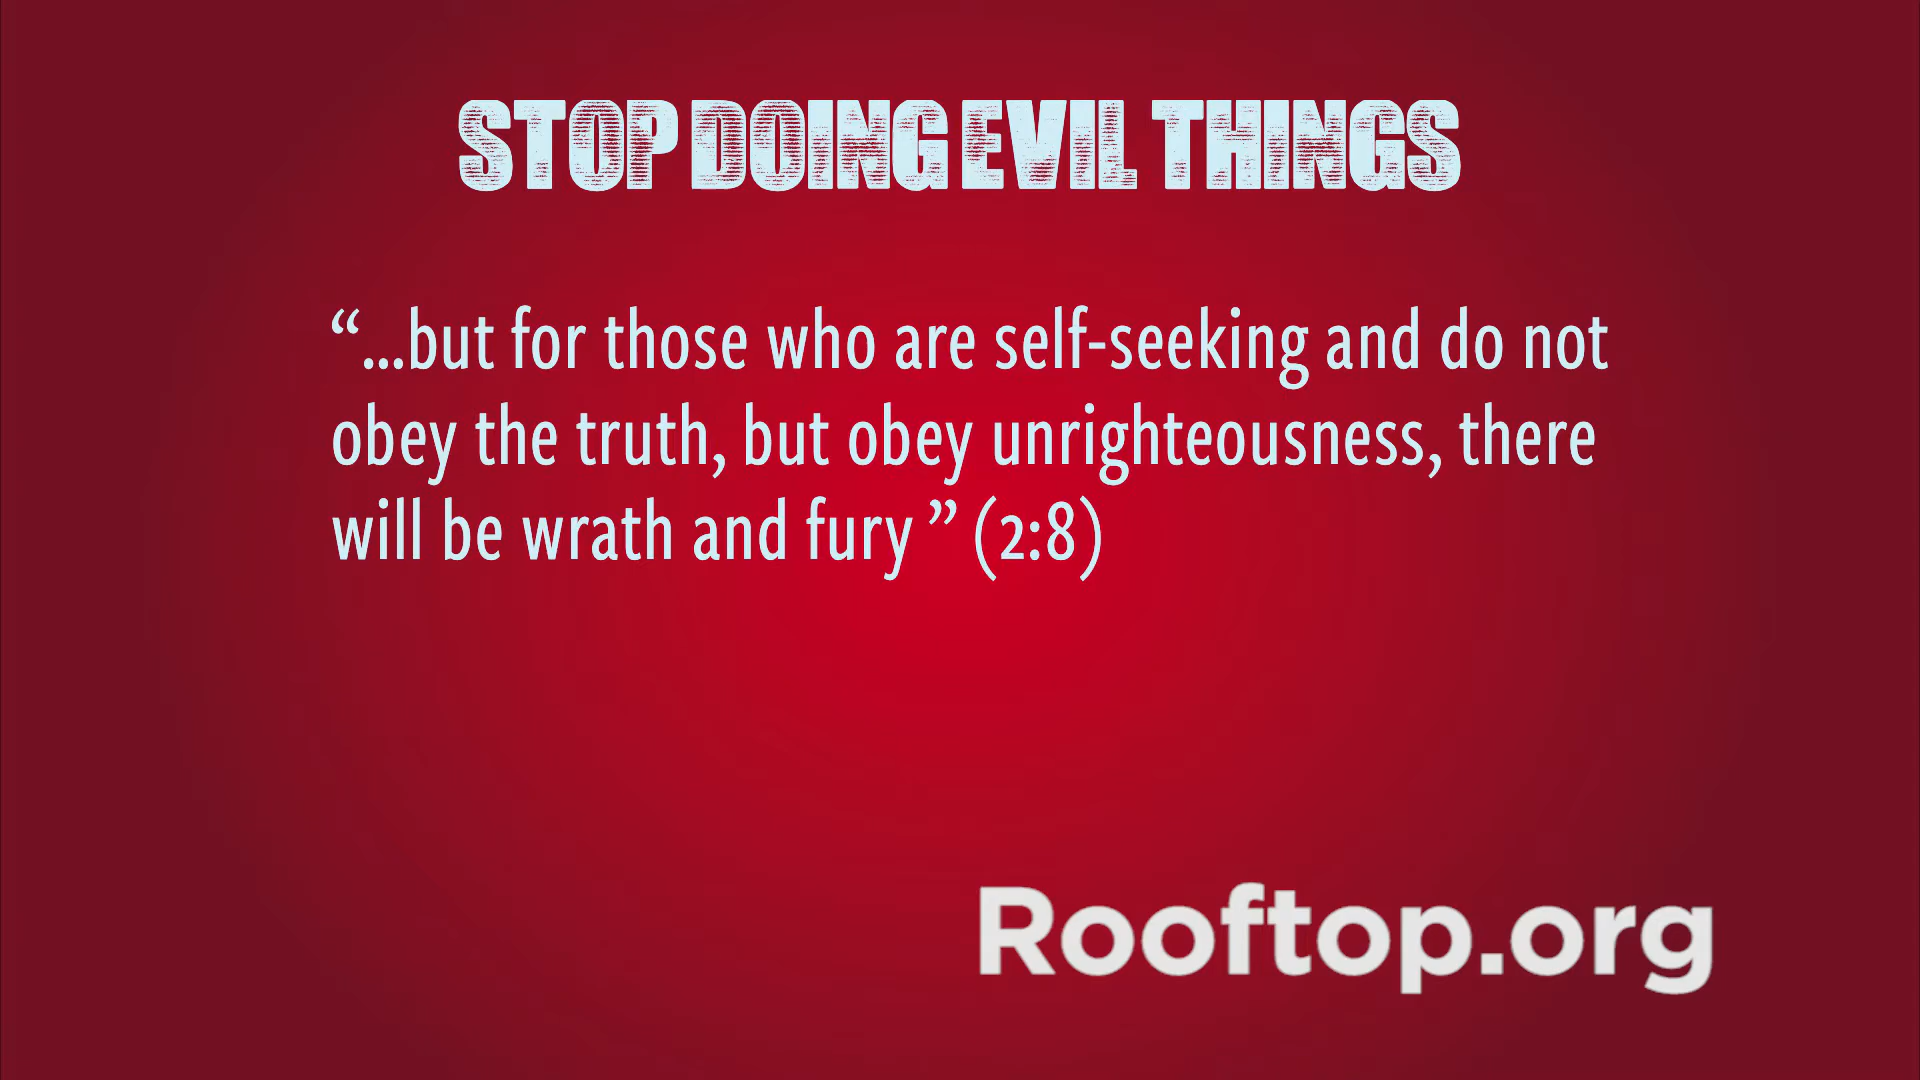 STOP DOING EVIL THINGS
“...but for those who are self-seeking and do not
obey the truth, but obey unrighteousness, there
will be wrath and fury ” (2:8)
Rooftop.org